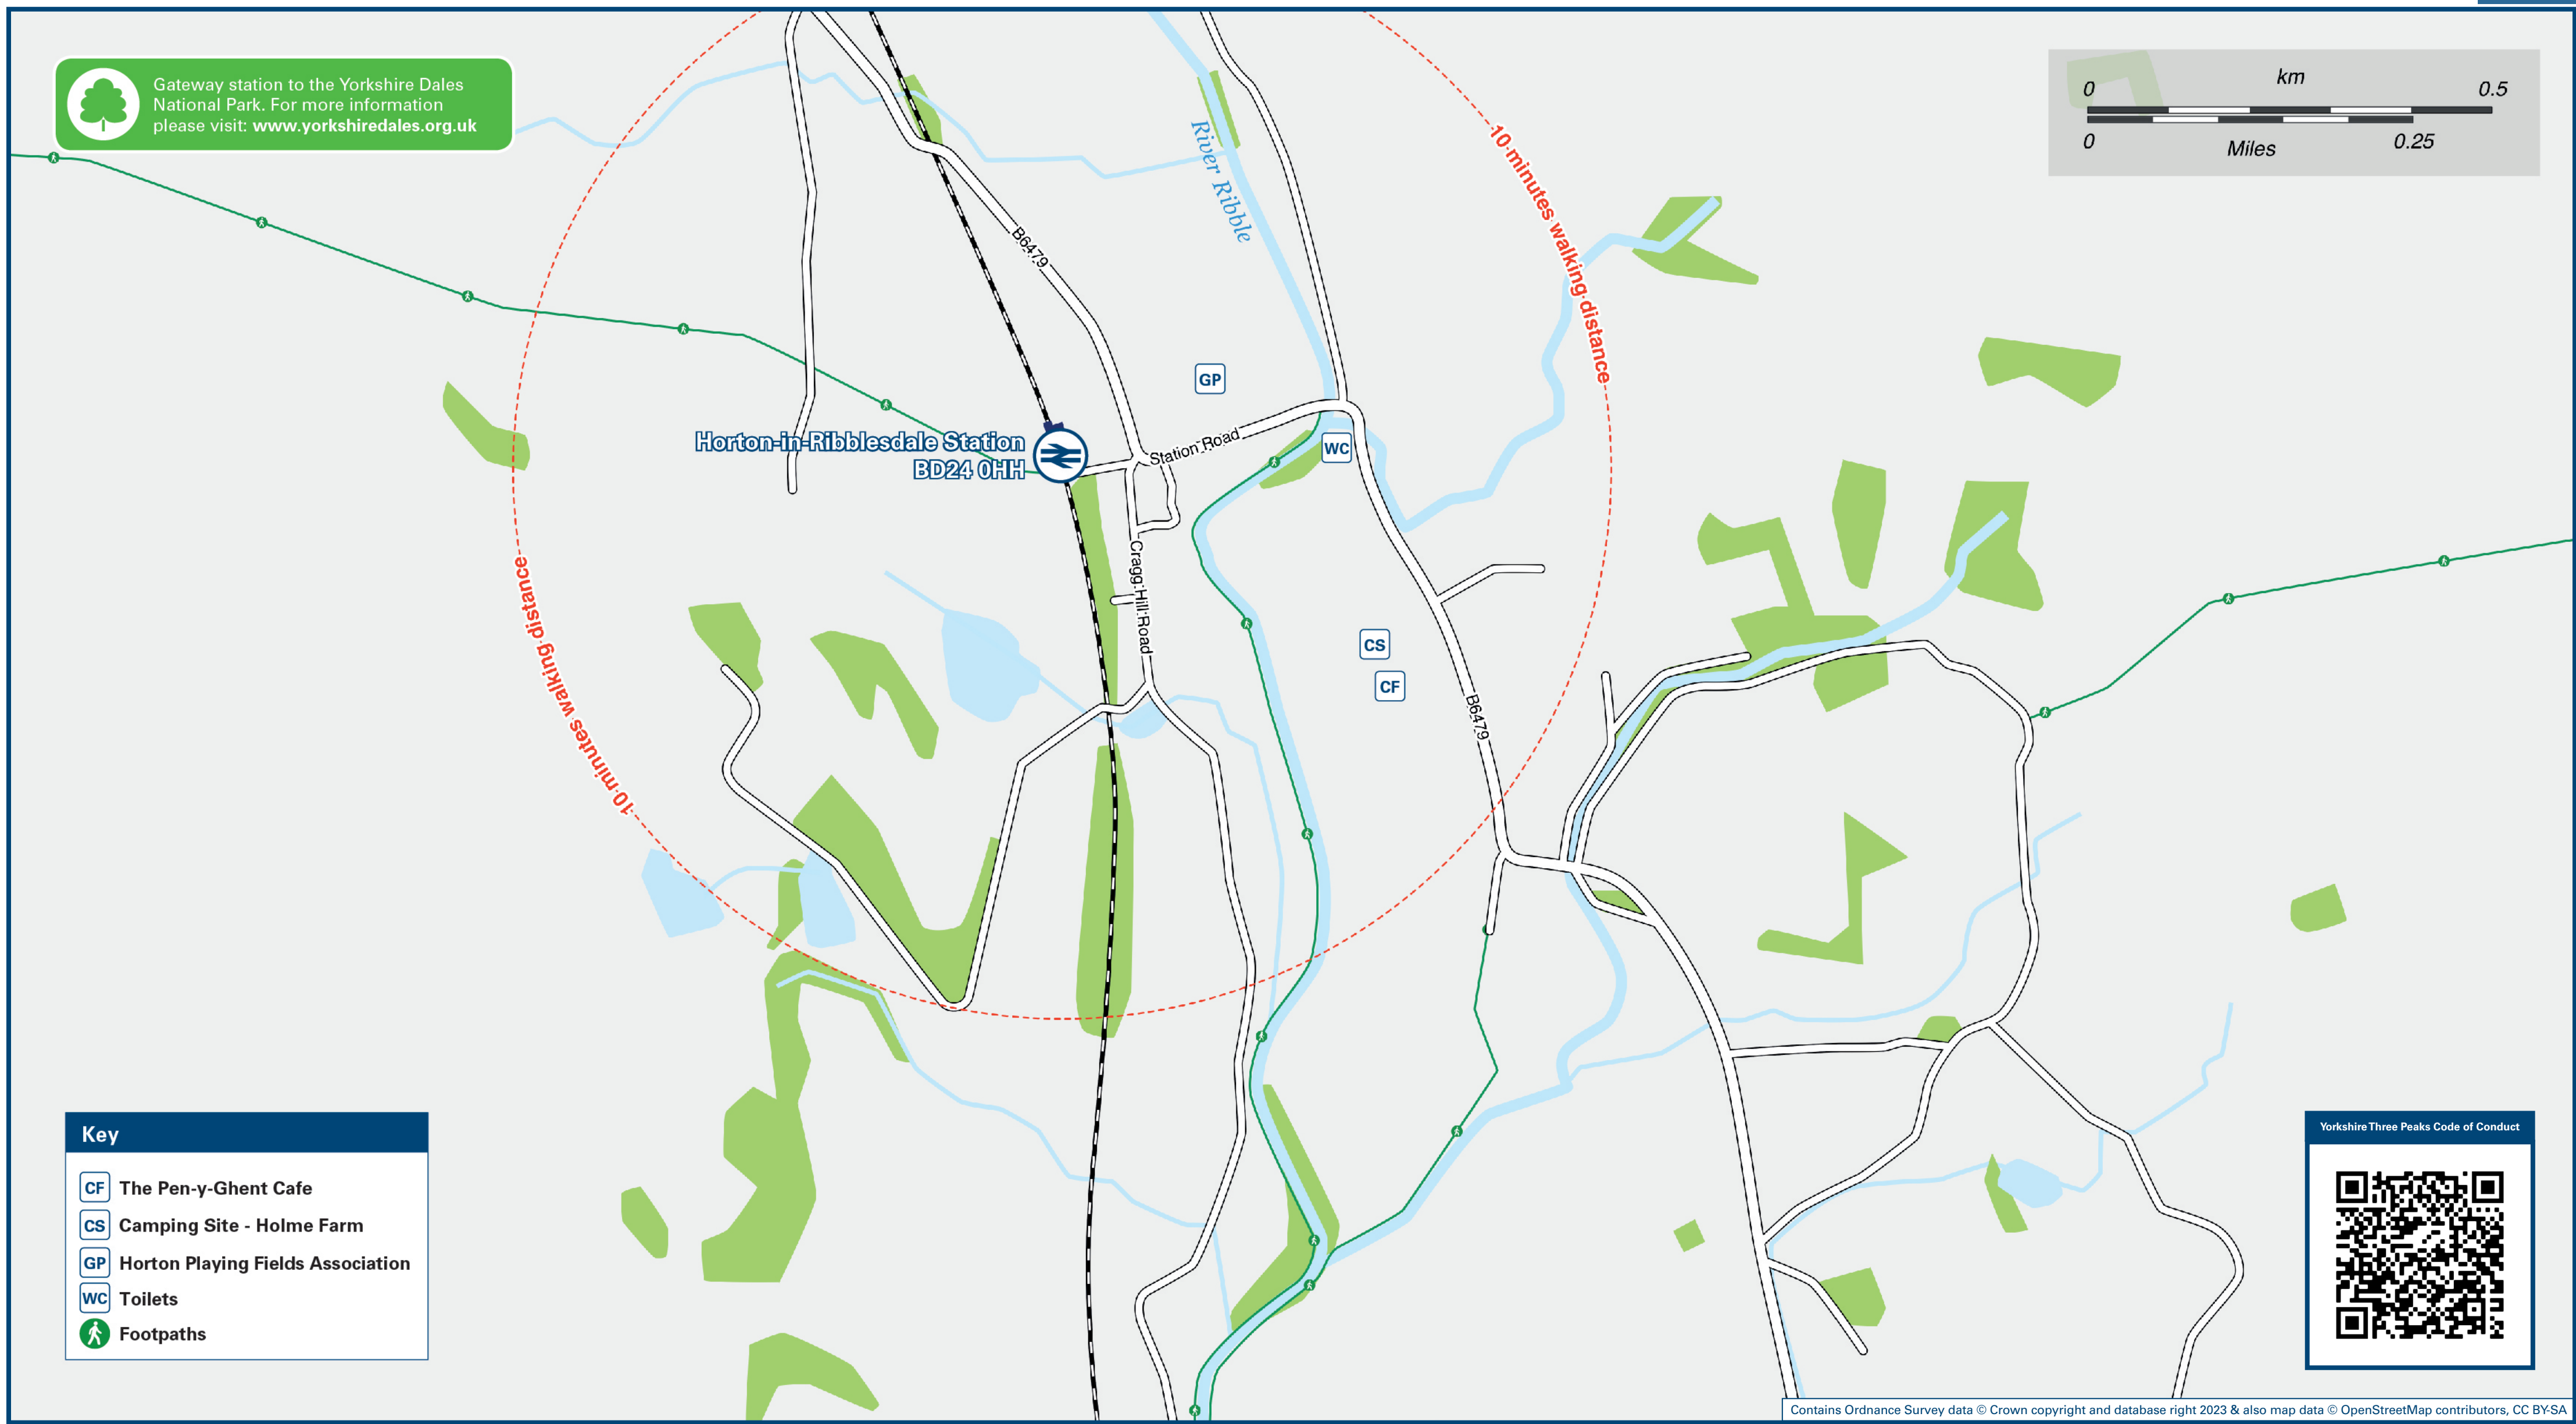 Gateway station to the Yorkshire Dales
National Park. For more information
please visit: www.yorkshiredales.org.uk
km
0 0.5
0 0.25
Miles
River Ribble
10 minutes walking distance
B6479
GP
Horton-in-Ribblesdale Station
BD24 0HH
Station Road
WC
Cragg Hill Road
CS
CF
B6479
10 minutes walking distance
Key
CF The Pen-y-Ghent Cafe
CS Camping Site - Holme Farm
GP Horton Playing Fields Association
WC Toilets
Footpaths
Yorkshire Three Peaks Code of Conduct
Contains Ordnance Survey data © Crown copyright and database right 2023 & also map data © OpenStreetMap contributors, CC BY-SA